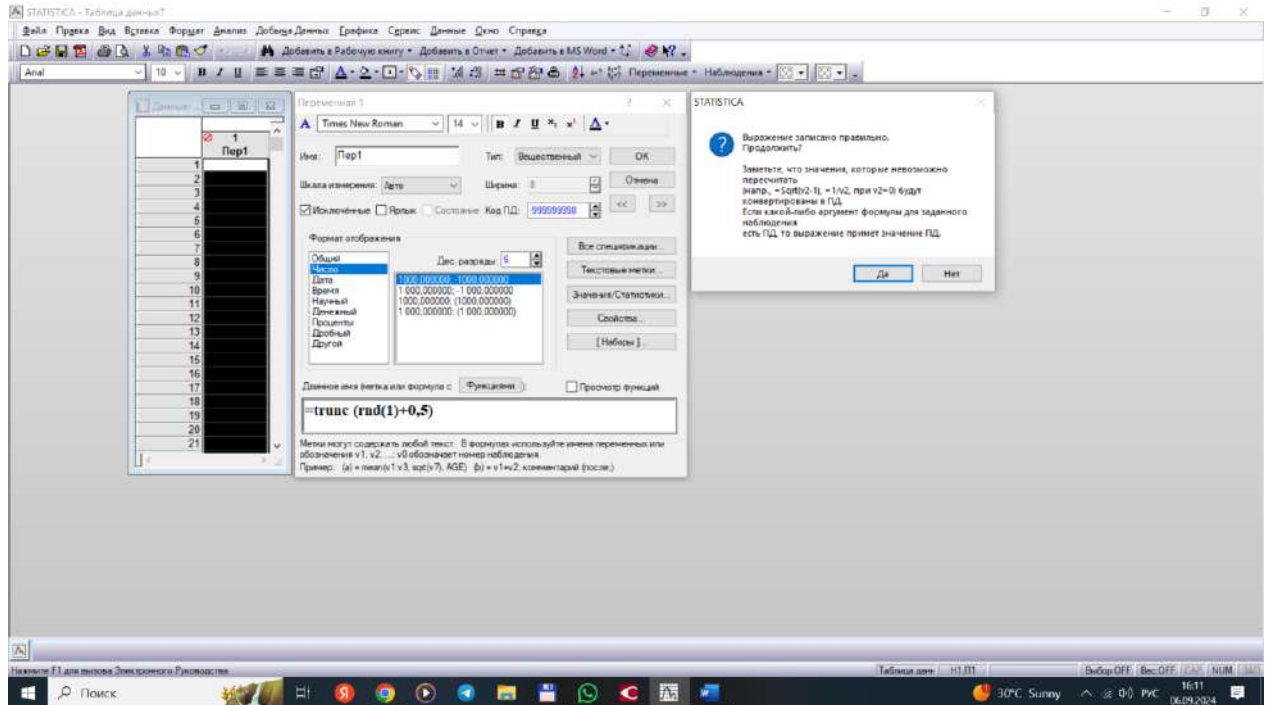 STATISTICA - Таблица данных7
Файл Правка Вид Вставка Формат Анализ Добыча Данных Графика Сервис Данные Окно Справка
Добавить в Рабочую книгу Добавить в Отчет Добавить в MS Word
Arial 10 B I U Переменные Наблюдения
Данные:
1
Пер1
1
2
3
4
5
6
7
8
9
10
11
12
13
14
15
16
17
18
19
20
21
Переменная 1
Times New Roman 14 B I U
Имя: Пер1 Тип: Вещественный OK
Шкала измерения: Авто Ширина: 8 Отмена
Исключённые Ярлык Состояние Код ПД: -999999998 << >>
Формат отображения
Общий
Число
Дата
Время
Научный
Денежный
Проценты
Дробный
Другой
Дес. разряды: 6
1000,000000; -1000,000000
1 000,000000; -1 000,000000
1000,000000; (1000,000000)
1 000,000000; (1 000,000000)
Все спецификации...
Текстовые метки...
Значения/Статистики...
Свойства...
[ Наборы ]...
Длинное имя (метка или формула с Функциями ): Просмотр функций
=trunc (rnd(1)+0,5)
Метки могут содержать любой текст. В формулах используйте имена переменных или
обозначения v1, v2, ...; v0 обозначает номер наблюдения.
Пример: (a) = mean(v1:v3, sqrt(v7), AGE) (b) = v1+v2; комментарий (после;)
STATISTICA
Выражение записано правильно.
Продолжить?
Заметьте, что значения, которые невозможно
пересчитать
(напр., =Sqrt(v2-1), =1/v2, при v2=0) будут
конвертированы в ПД.
Если какой-либо аргумент формулы для заданного
наблюдения
есть ПД, то выражение примет значение ПД.
Да Нет
Нажмите F1 для вызова Электронного Руководства Таблица данн Н1,П1 Выбор:OFF Вес:OFF CAP NUM ЗАП
Поиск 30°C Sunny РУС 16:11
06.09.2024